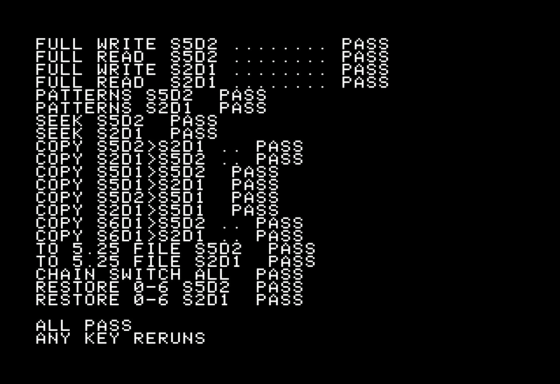 FULL WRITE S5D2 ........ PASS
FULL READ  S5D2 ........ PASS
FULL WRITE S2D1 ........ PASS
FULL READ  S2D1 ........ PASS
PATTERNS S5D2  PASS
PATTERNS S2D1  PASS
SEEK S5D2  PASS
SEEK S2D1  PASS
COPY S5D2>S2D1 .. PASS
COPY S2D1>S5D2 .. PASS
COPY S5D1>S5D2  PASS
COPY S5D1>S2D1  PASS
COPY S5D2>S5D1  PASS
COPY S2D1>S5D1  PASS
COPY S6D1>S5D2 .. PASS
COPY S6D1>S2D1 .. PASS
TO 5.25 FILE S5D2  PASS
TO 5.25 FILE S2D1  PASS
CHAIN SWITCH ALL  PASS
RESTORE 0-6 S5D2  PASS
RESTORE 0-6 S2D1  PASS
ALL PASS
ANY KEY RERUNS